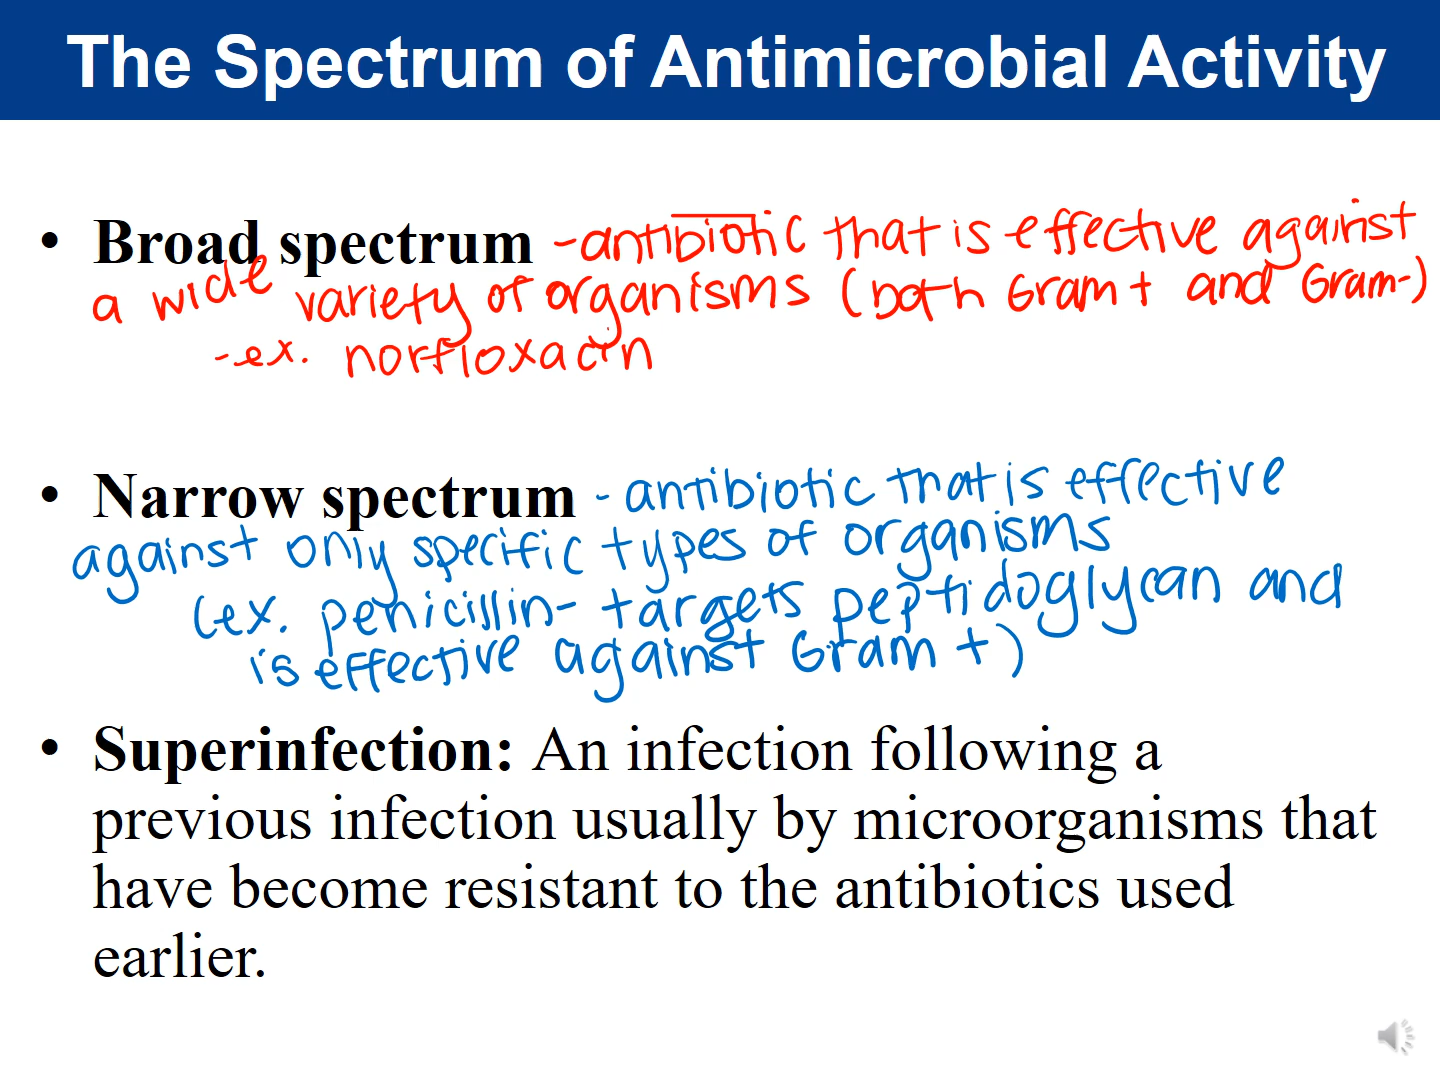 The Spectrum of Antimicrobial Activity
• Broad spectrum - antibiotic that is effective against
a wide variety of organisms (both Gram + and Gram-)
- ex. norfloxacin
• Narrow spectrum - antibiotic that is effective
against only specific types of organisms
(ex. penicillin- targets peptidoglycan and
is effective against Gram +)
• Superinfection: An infection following a
previous infection usually by microorganisms that
have become resistant to the antibiotics used
earlier.